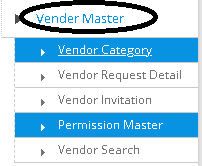 Vender Master
Vendor Category
Vendor Request Detail
Vendor Invitation
Permission Master
Vendor Search